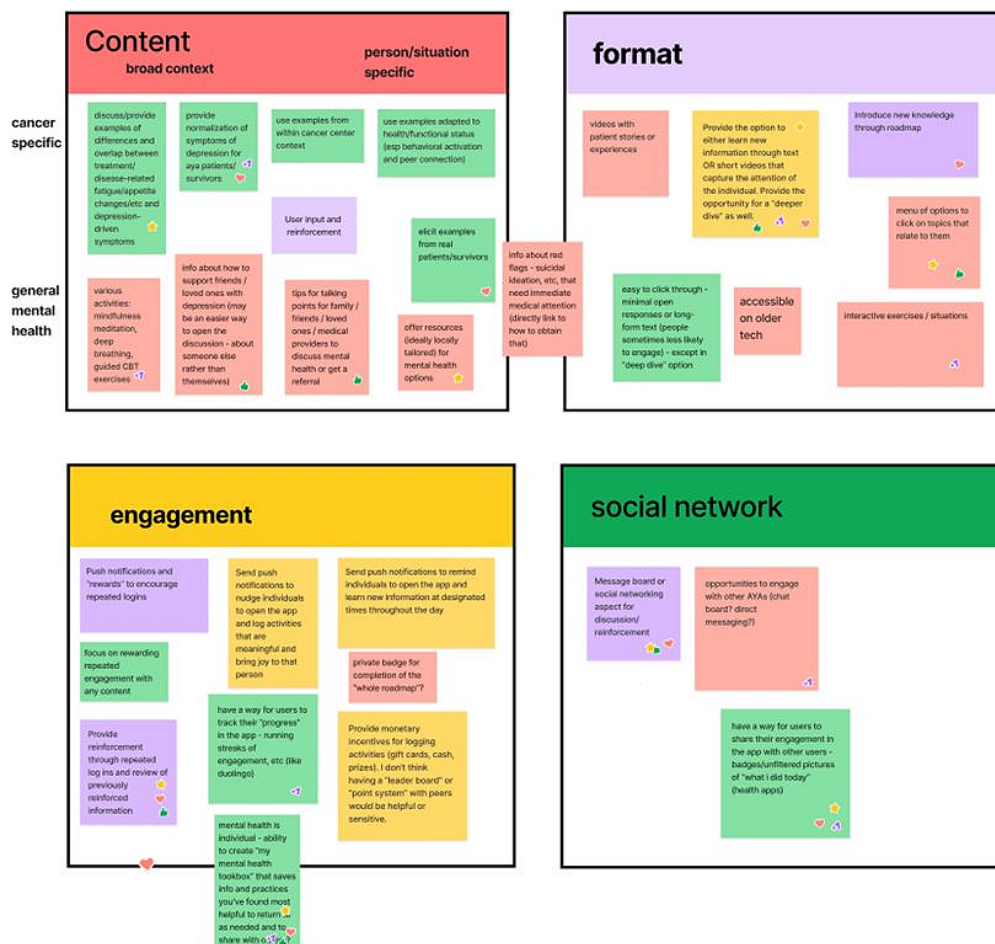 Content
broad context
person/situation
specific
cancer
specific
discuss/provide
examples of
differences and
overlap between
treatment/
disease-related
fatigue/appetite
changes/etc and
depression-
driven
symptoms
provide
normalization of
symptoms of
depression for
aya patients/
survivors
+1
use examples from
within cancer center
context
use examples adapted to
health/functional status
(esp behavioral activation
and peer connection)
User input and
reinforcement
elicit examples
from real
patients/survivors
general
mental
health
various
activities:
mindfulness
meditation,
deep
breathing,
guided CBT
exercises
+1
info about how to
support friends /
loved ones with
depression (may
be an easier way
to open the
discussion - about
someone else
rather than
themselves)
tips for talking
points for family /
friends / loved
ones / medical
providers to
discuss mental
health or get a
referral
offer resources
(ideally locally
tailored) for
mental health
options
info about red
flags - suicidal
ideation, etc, that
need immediate
medical attention
(directly link to
how to obtain
that)
format
videos with
patient stories or
experiences
Provide the option to
either learn new
information through text
OR short videos that
capture the attention of
the individual. Provide the
opportunity for a "deeper
dive" as well.
+1
Introduce new knowledge
through roadmap
menu of options to
click on topics that
relate to them
easy to click through -
minimal open
responses or long-
form text (people
sometimes less likely
to engage) - except in
"deep dive" option
accessible
on older
tech
interactive exercises / situations
+1
engagement
Push notifications and
"rewards" to encourage
repeated logins
Send push
notifications to
nudge individuals
to open the app
and log activities
that are
meaningful and
bring joy to that
person
Send push notifications to remind
individuals to open the app and
learn new information at designated
times throughout the day
focus on rewarding
repeated
engagement with
any content
private badge for
completion of the
"whole roadmap"?
Provide
reinforcement
through repeated
log ins and review of
previously
reinforced
information
have a way for users to
track their "progress"
in the app - running
streaks of
engagement, etc (like
duolingo)
+1
Provide monetary
incentives for logging
activities (gift cards, cash,
prizes). I don't think
having a "leader board" or
"point system" with peers
would be helpful or
sensitive.
mental health is
individual - ability
to create "my
mental health
tookbox" that saves
info and practices
you've found most
helpful to return
as needed and to
share with
+1
social network
Message board or
social networking
aspect for
discussion/
reinforcement
opportunities to engage
with other AYAs (chat
board? direct
messaging?)
+1
have a way for users to
share their engagement in
the app with other users -
badges/unfiltered pictures
of "what i did today"
(health apps)
+1